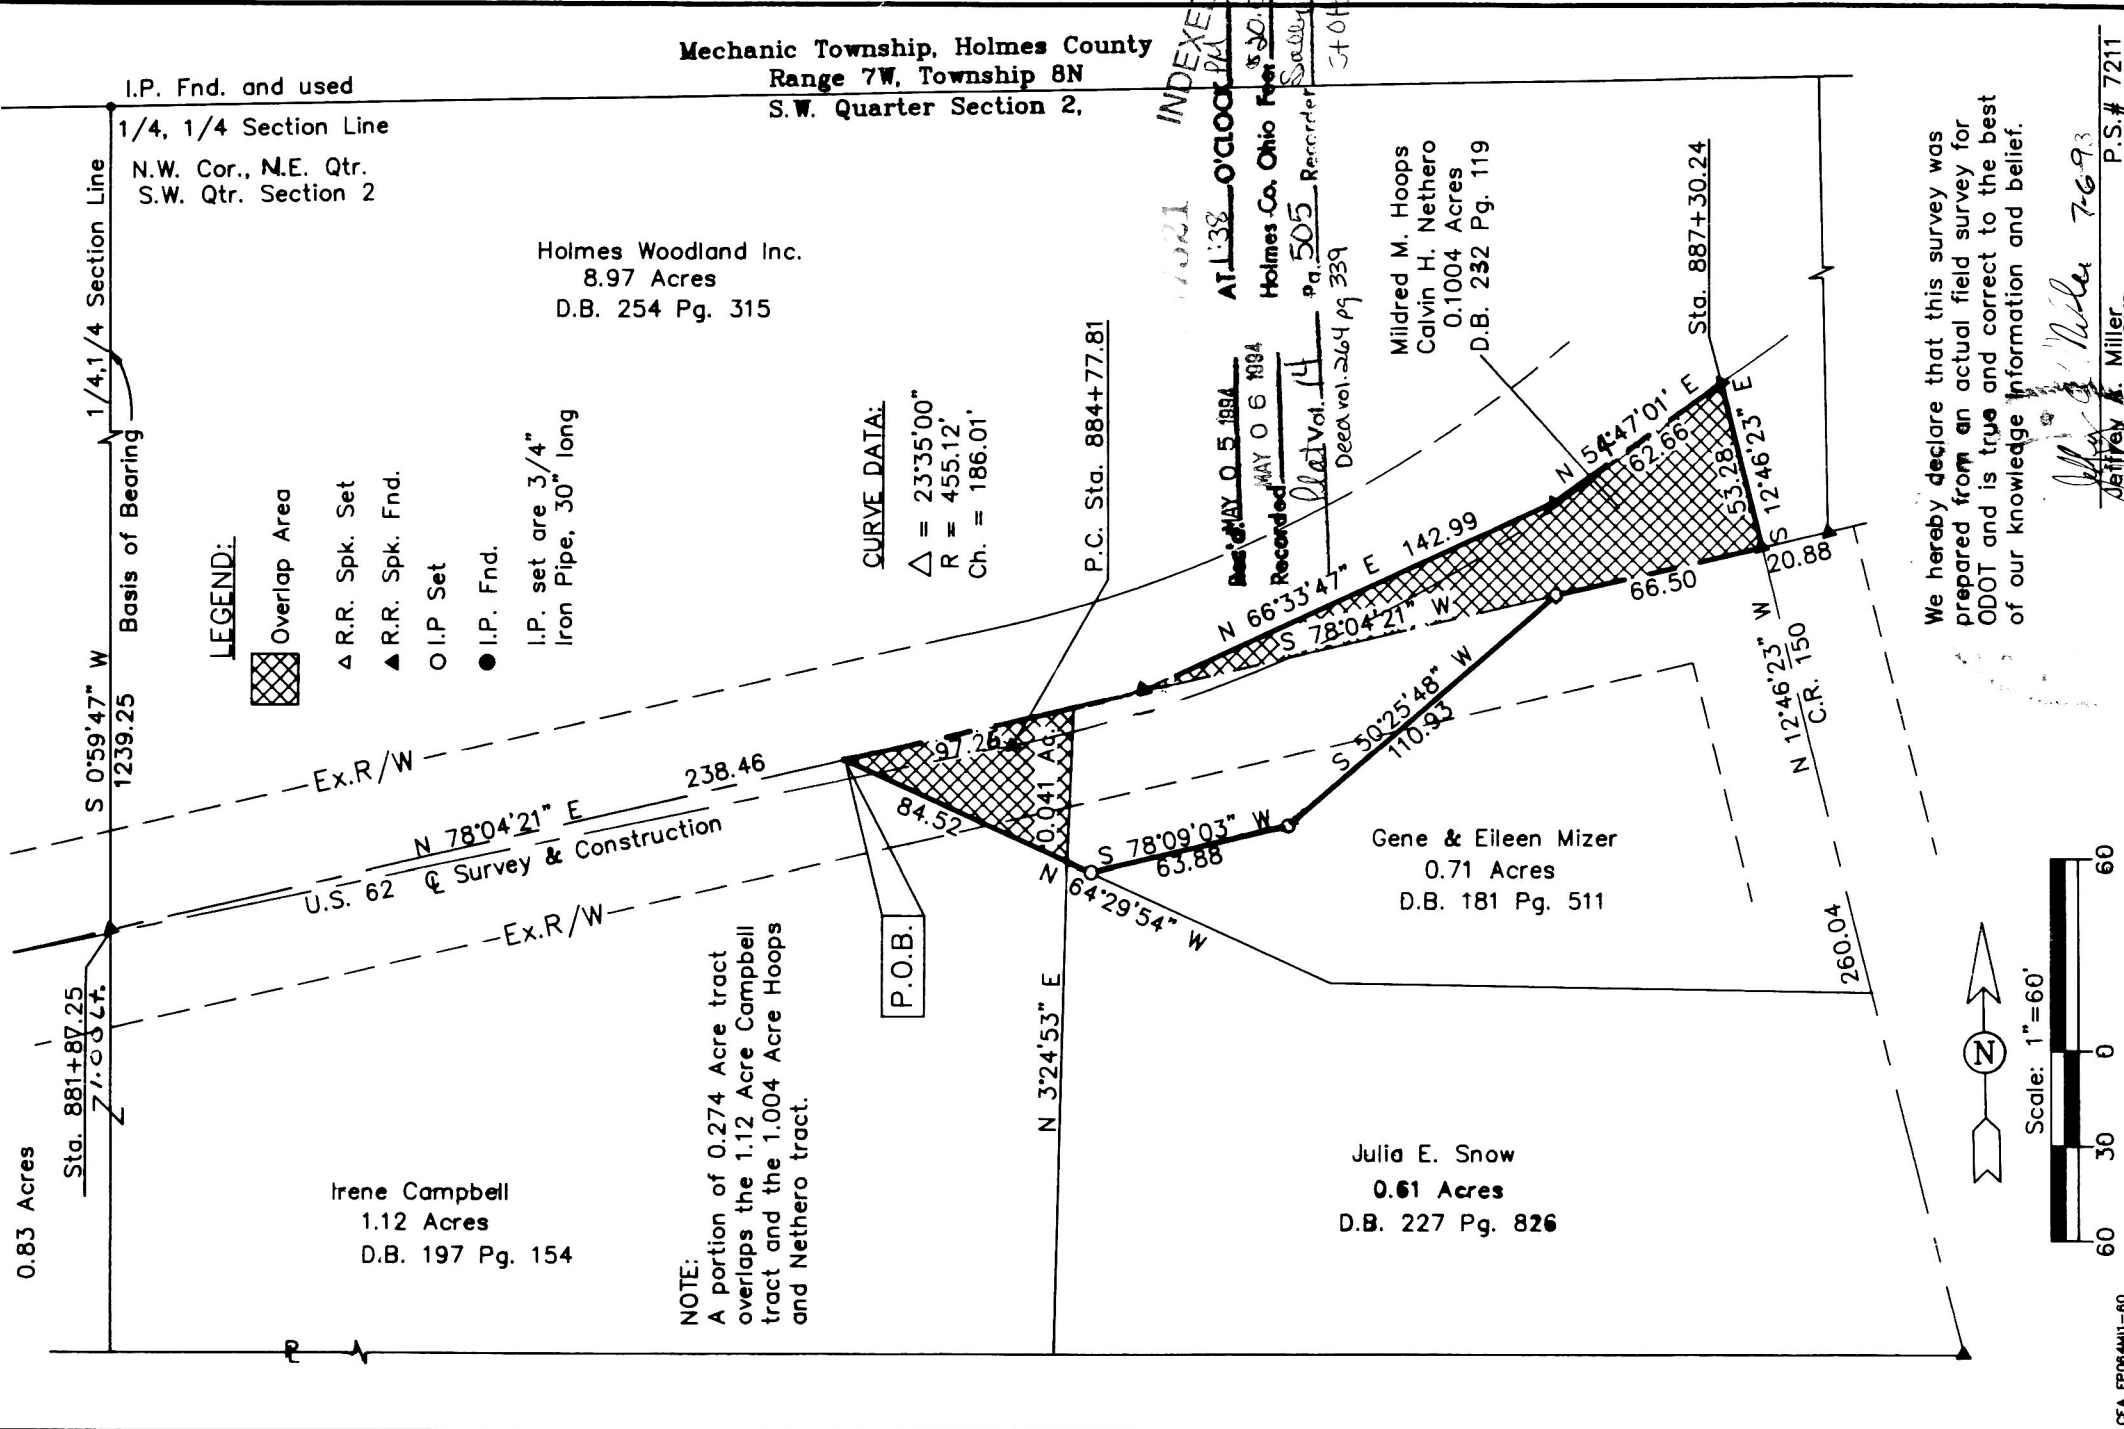 Mechanic Township, Holmes County
Range 7W, Township 8N
S.W. Quarter Section 2,
I.P. Fnd. and used
1/4, 1/4 Section Line
N.W. Cor., N.E. Qtr.
S.W. Qtr. Section 2
1/4,1/4 Section Line
Basis of Bearing
S 0°59'47" W
1239.25
Holmes Woodland Inc.
8.97 Acres
D.B. 254 Pg. 315
LEGEND:
Overlap Area
R.R. Spk. Set
R.R. Spk. Fnd.
I.P Set
I.P. Fnd.
I.P. set are 3/4"
Iron Pipe, 30" long
CURVE DATA:
△ = 23°35'00"
R = 455.12'
Ch. = 186.01'
P.C. Sta. 884+77.81
INDEXED
AT 1:38 O'CLOCK PM
MAY 05 1994
Holmes Co. Ohio Fee
Recorded MAY 06 1994
Plat Vol. 14 Pg. 505 Recorder
Deed vol. 264 pg 339
Mildred M. Hoops
Calvin H. Nethero
0.1004 Acres
D.B. 232 Pg. 119
Sta. 887+30.24
We hereby declare that this survey was
prepared from an actual field survey for
ODOT and is true and correct to the best
of our knowledge information and belief.
7-6-93
Jeffrey A. Miller P.S.# 7211
Ex.R/W
N 78°04'21" E
238.46
U.S. 62 ℄ Survey & Construction
Ex.R/W
97.26
0.041 Ac.
84.52
N 64°29'54" W
N 66°33'47" E 142.99
S 78°04'21" W
N 54°47'01' E
62.66
53.28
S 12°46'23" E
66.50
20.88
S 50°25'48" W
110.93
S 78°09'03" W
63.88
N 12°46'23" W
C.R. 150
260.04
P.O.B.
Gene & Eileen Mizer
0.71 Acres
D.B. 181 Pg. 511
Sta. 881+87.25
71.00 Lt.
0.83 Acres
Irene Campbell
1.12 Acres
D.B. 197 Pg. 154
NOTE:
A portion of 0.274 Acre tract
overlaps the 1.12 Acre Campbell
tract and the 1.004 Acre Hoops
and Nethero tract.
N 3°24'53" E
Julia E. Snow
0.61 Acres
D.B. 227 Pg. 826
N
Scale: 1"=60'
60 30 0 60